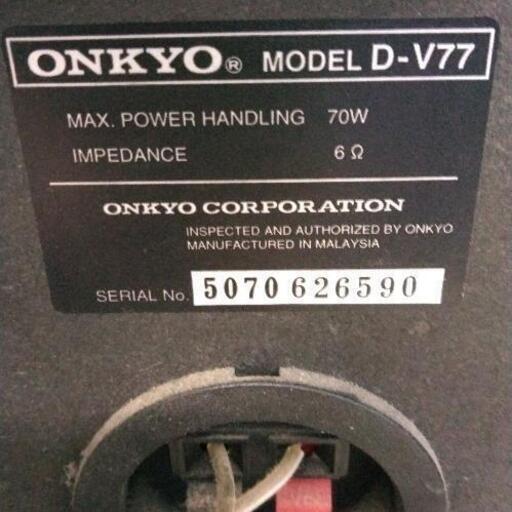 ONKYO® MODEL D-V77
MAX. POWER HANDLING 70W
IMPEDANCE 6 Ω
ONKYO CORPORATION
INSPECTED AND AUTHORIZED BY ONKYO
MANUFACTURED IN MALAYSIA
SERIAL No. 5070 626590